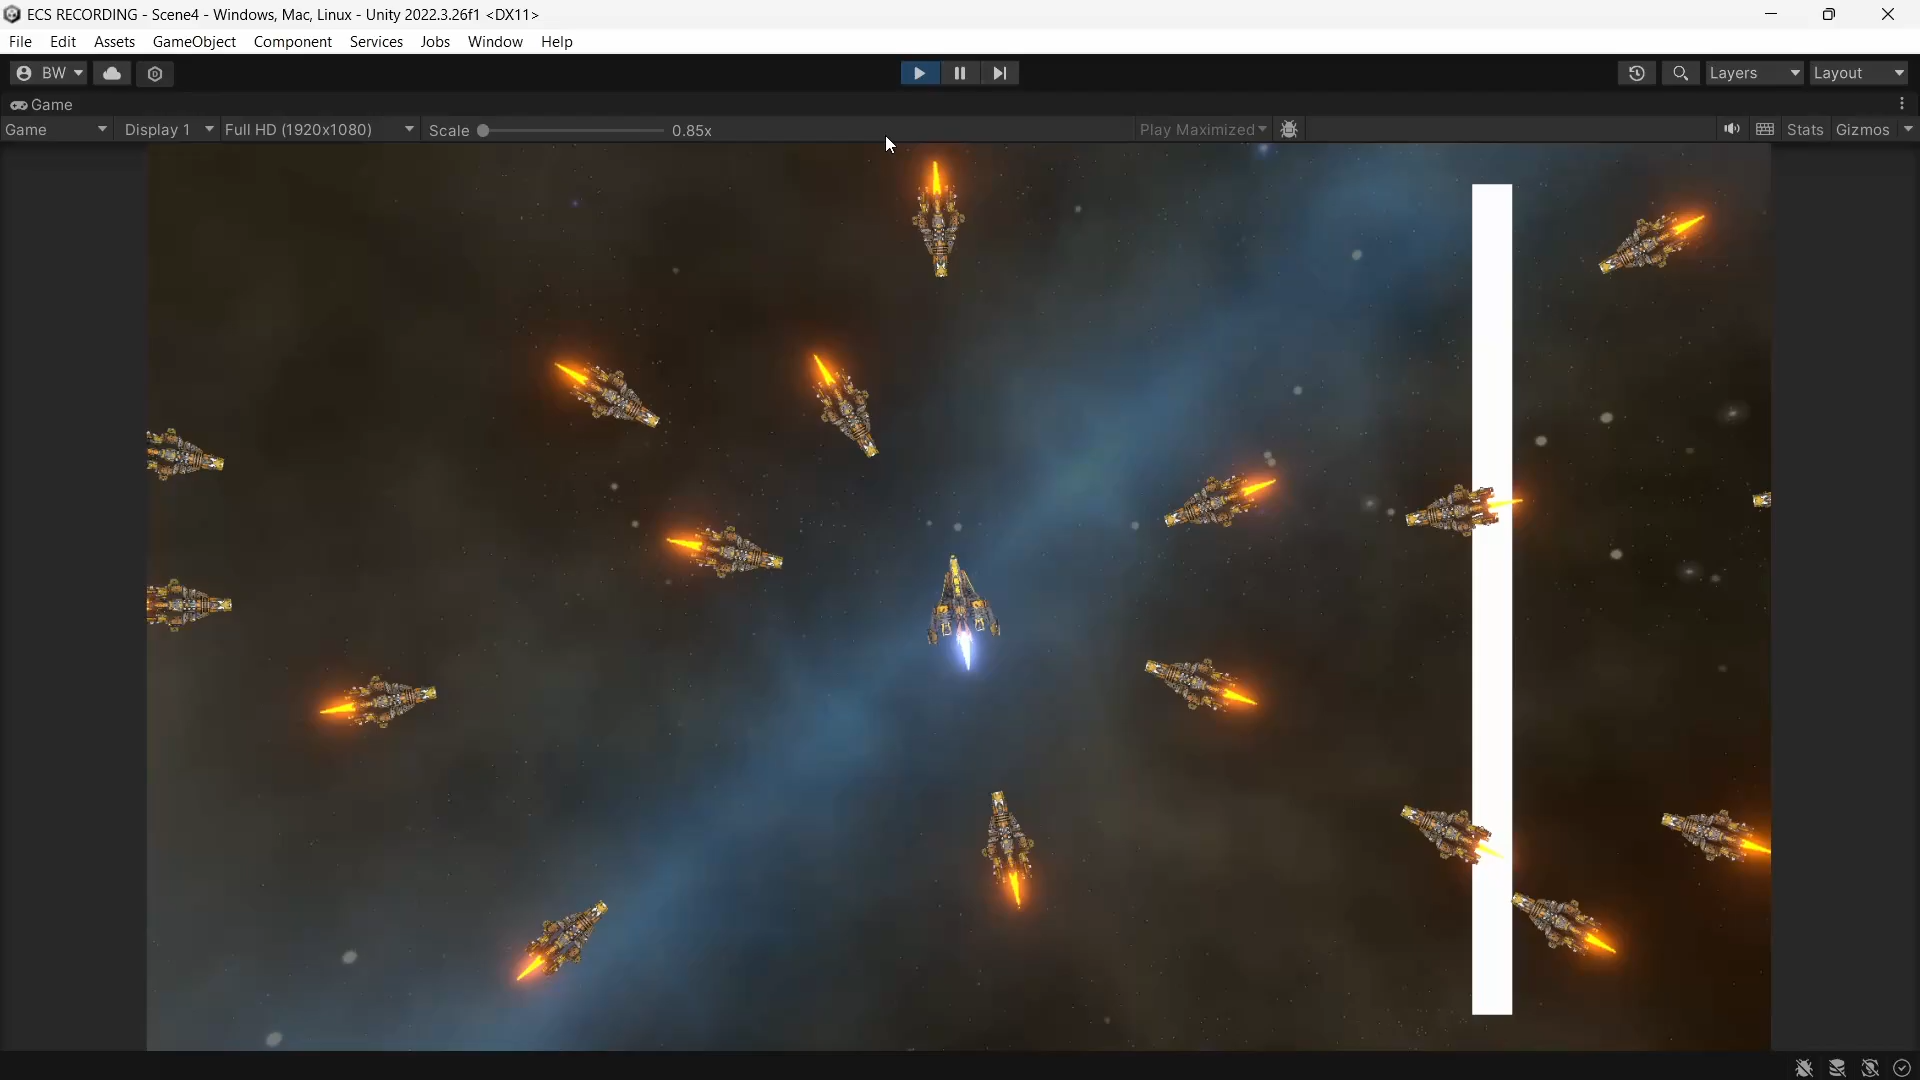 ECS RECORDING - Scene4 - Windows, Mac, Linux - Unity 2022.3.26f1 <DX11>
File Edit Assets GameObject Component Services Jobs Window Help
BW Layers Layout
Game
Game Display 1 Full HD (1920x1080) Scale 0.85x Play Maximized Stats Gizmos